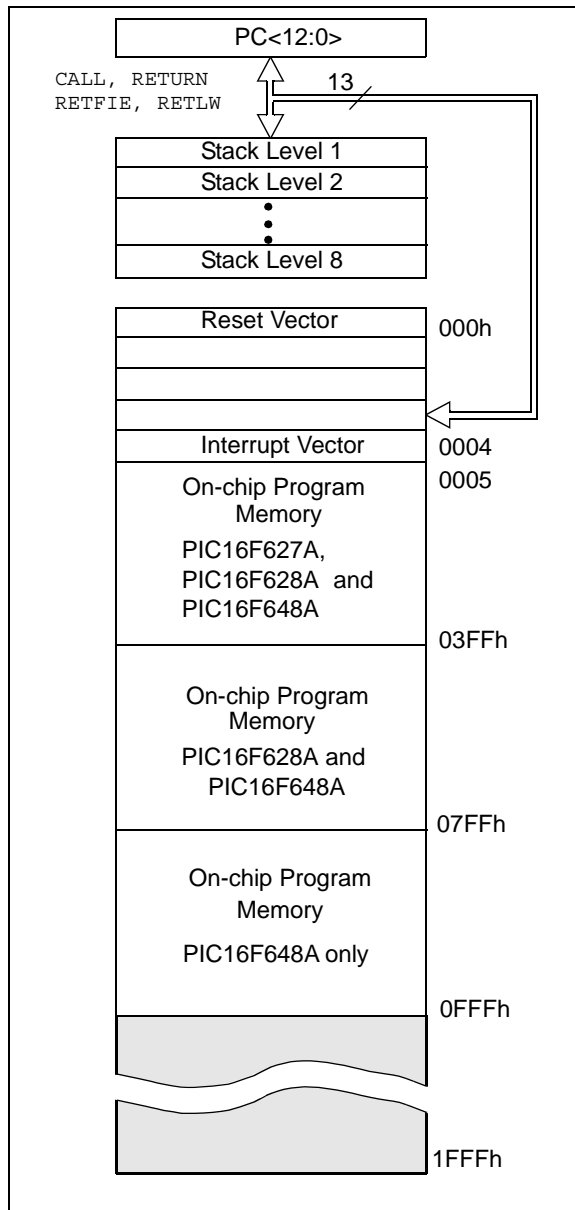 PC<12:0>
CALL, RETURN
RETFIE, RETLW
13
Stack Level 1
Stack Level 2
Stack Level 8
Reset Vector
000h
Interrupt Vector
0004
0005
On-chip Program
Memory
PIC16F627A,
PIC16F628A and
PIC16F648A
03FFh
On-chip Program
Memory
PIC16F628A and
PIC16F648A
07FFh
On-chip Program
Memory
PIC16F648A only
0FFFh
1FFFh